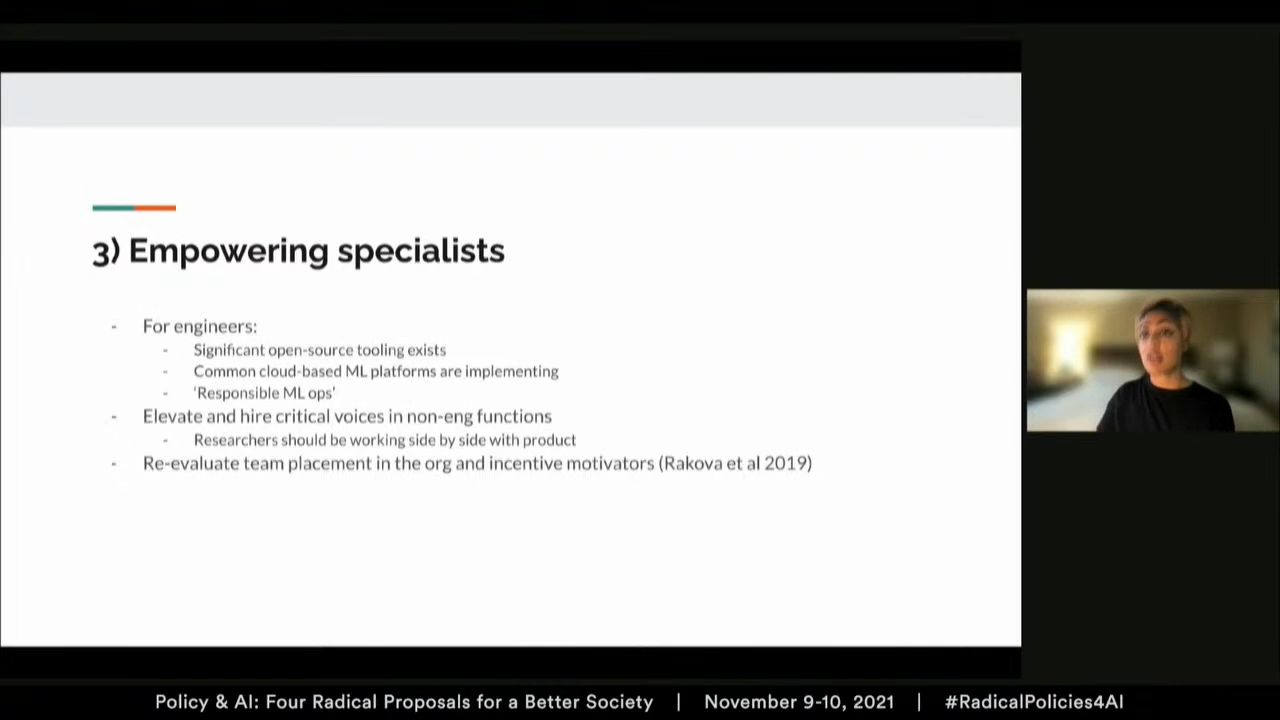 3) Empowering specialists
- For engineers:
- Significant open-source tooling exists
- Common cloud-based ML platforms are implementing
- 'Responsible ML ops'
- Elevate and hire critical voices in non-eng functions
- Researchers should be working side by side with product
- Re-evaluate team placement in the org and incentive motivators (Rakova et al 2019)
Policy & AI: Four Radical Proposals for a Better Society | November 9-10, 2021 | #RadicalPolicies4AI